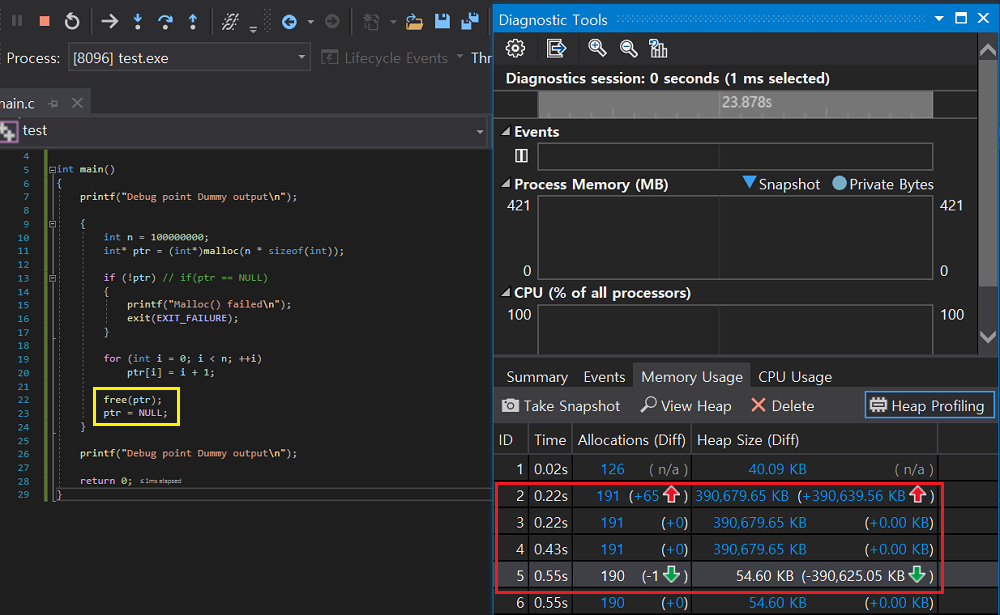 Process: [8096] test.exe Lifecycle Events Thr
main.c
test
4
5 int main()
6 {
7 printf("Debug point Dummy output\n");
8
9 {
10 int n = 100000000;
11 int* ptr = (int*)malloc(n * sizeof(int));
12
13 if (!ptr) // if(ptr == NULL)
14 {
15 printf("Malloc() failed\n");
16 exit(EXIT_FAILURE);
17 }
18
19 for (int i = 0; i < n; ++i)
20 ptr[i] = i + 1;
21
22 free(ptr);
23 ptr = NULL;
24 }
25
26 printf("Debug point Dummy output\n");
27
28 return 0; ≤1ms elapsed
29 }
Diagnostic Tools
Diagnostics session: 0 seconds (1 ms selected)
23.878s
Events
Process Memory (MB) Snapshot Private Bytes
421 421
0 0
CPU (% of all processors)
100 100
Summary Events Memory Usage CPU Usage
Take Snapshot View Heap Delete Heap Profiling
ID Time Allocations (Diff) Heap Size (Diff)
1 0.02s 126 (n/a) 40.09 KB (n/a)
2 0.22s 191 (+65) 390,679.65 KB (+390,639.56 KB)
3 0.22s 191 (+0) 390,679.65 KB (+0.00 KB)
4 0.43s 191 (+0) 390,679.65 KB (+0.00 KB)
5 0.55s 190 (-1) 54.60 KB (-390,625.05 KB)
6 0.55s 190 (+0) 54.60 KB (+0.00 KB)